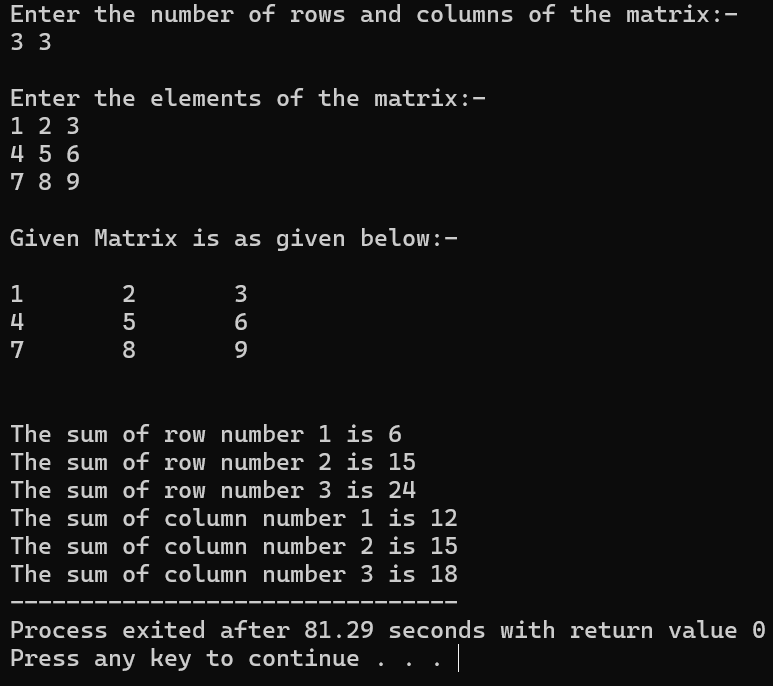 Enter the number of rows and columns of the matrix:-
3 3
Enter the elements of the matrix:-
1 2 3
4 5 6
7 8 9
Given Matrix is as given below:-
1 2 3
4 5 6
7 8 9
The sum of row number 1 is 6
The sum of row number 2 is 15
The sum of row number 3 is 24
The sum of column number 1 is 12
The sum of column number 2 is 15
The sum of column number 3 is 18
--------------------------------
Process exited after 81.29 seconds with return value 0
Press any key to continue . . .